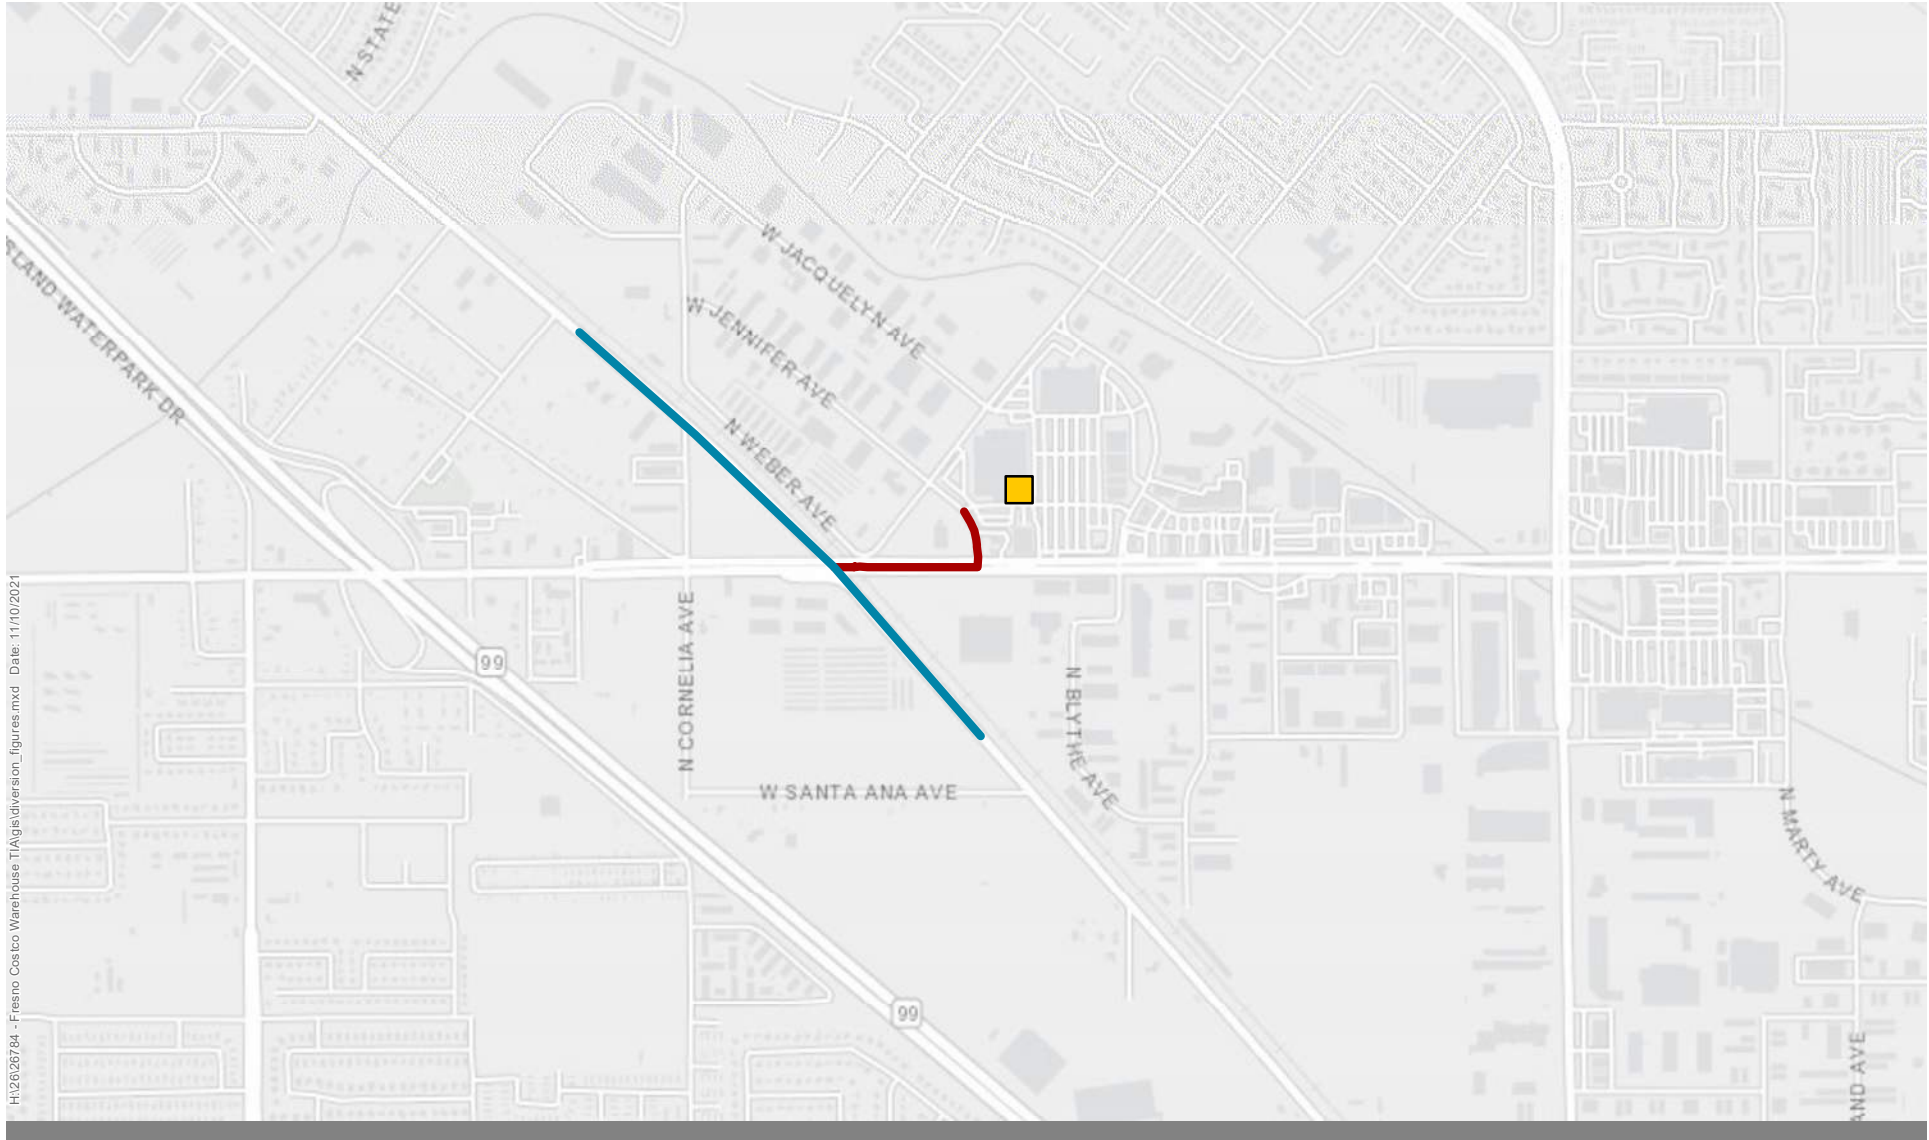 N STATE
RLAND WATERPARK DR
W JACQUELYN AVE
W JENNIFER AVE
N WEBER AVE
99
N CORNELIA AVE
N BLYTHE AVE
W SANTA ANA AVE
N MARTY AVE
99
AND AVE
H:\26\26784 - Fresno Costco Warehouse TIA\gis\diversion_figures.mxd Date: 11/10/2021